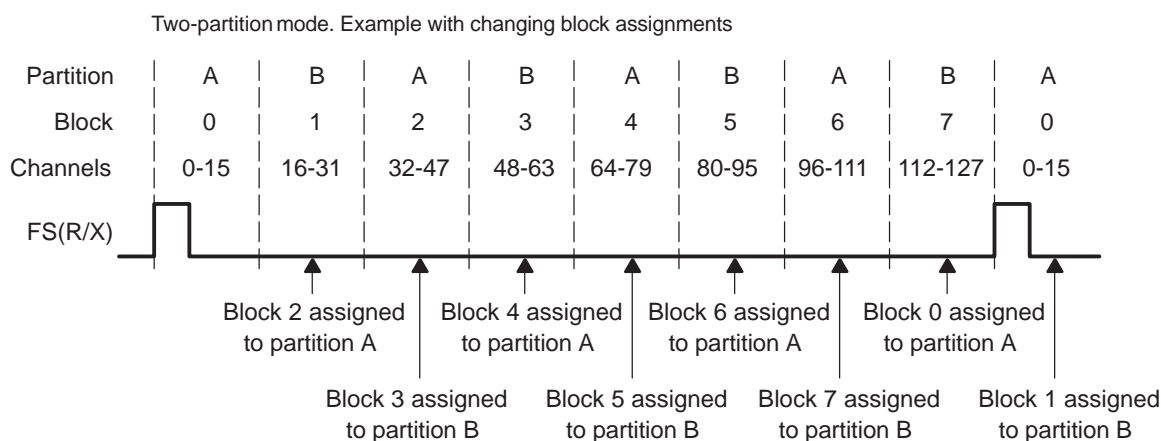 Two-partition mode. Example with changing block assignments
Partition A B A B A B A B A
Block 0 1 2 3 4 5 6 7 0
Channels 0-15 16-31 32-47 48-63 64-79 80-95 96-111 112-127 0-15
FS(R/X)
Block 2 assigned to partition A
Block 4 assigned to partition A
Block 6 assigned to partition A
Block 0 assigned to partition A
Block 3 assigned to partition B
Block 5 assigned to partition B
Block 7 assigned to partition B
Block 1 assigned to partition B